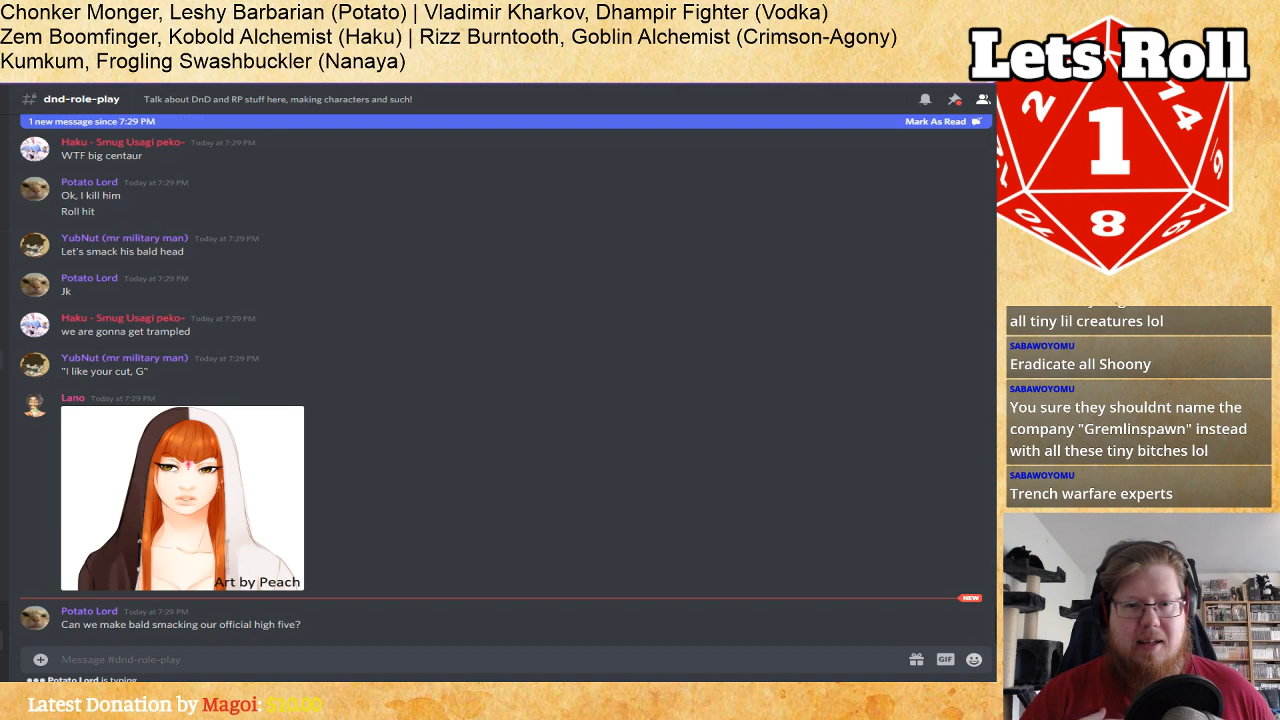 Chonker Monger, Leshy Barbarian (Potato) | Vladimir Kharkov, Dhampir Fighter (Vodka)
Zem Boomfinger, Kobold Alchemist (Haku) | Rizz Burntooth, Goblin Alchemist (Crimson-Agony)
Kumkum, Frogling Swashbuckler (Nanaya)
Lets Roll
2
14
1
9
8
20
16
dnd-role-play Talk about DnD and RP stuff here, making characters and such!
1 new message since 7:29 PM Mark As Read
Haku - Smug Usagi peko~ Today at 7:29 PM
WTF big centaur
Potato Lord Today at 7:29 PM
Ok, I kill him
Roll hit
YubNut (mr military man) Today at 7:29 PM
Let's smack his bald head
Potato Lord Today at 7:29 PM
Jk
Haku - Smug Usagi peko~ Today at 7:29 PM
we are gonna get trampled
YubNut (mr military man) Today at 7:29 PM
"I like your cut, G"
Lano Today at 7:29 PM
Art by Peach
NEW
Potato Lord Today at 7:29 PM
Can we make bald smacking our official high five?
Message #dnd-role-play GIF
Potato Lord is typing
all tiny lil creatures lol
SABAWOYOMU
Eradicate all Shoony
SABAWOYOMU
You sure they shouldnt name the
company "Gremlinspawn" instead
with all these tiny bitches lol
SABAWOYOMU
Trench warfare experts
Latest Donation by Magoi: $10.00